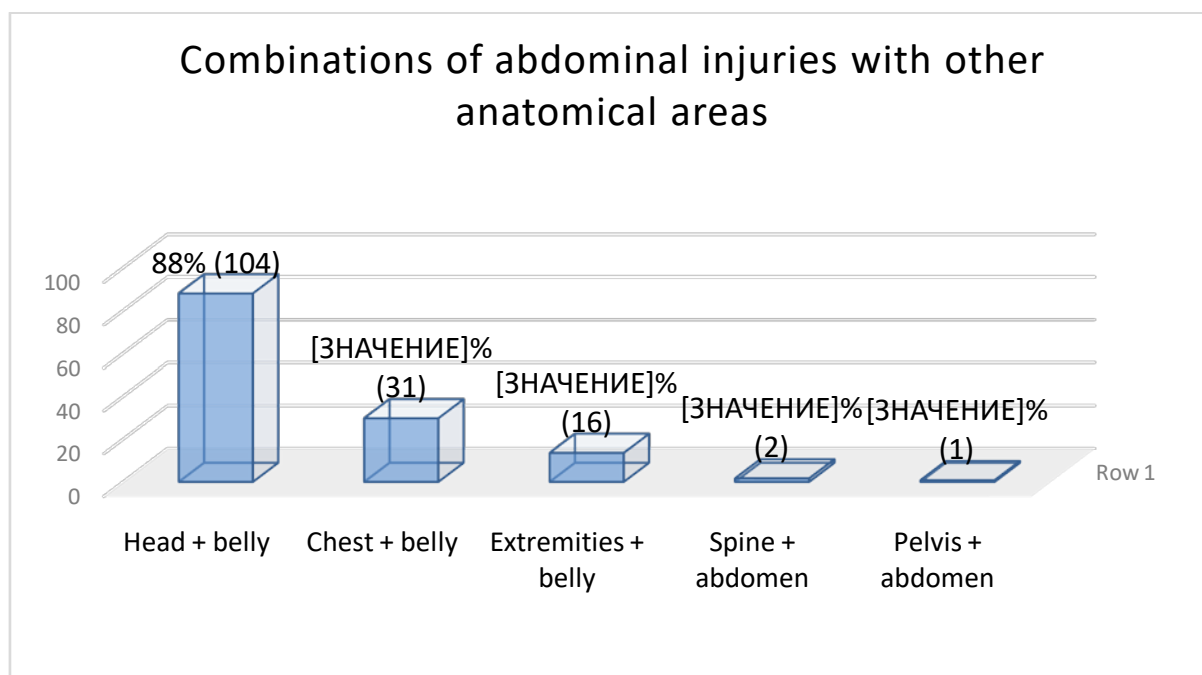 Combinations of abdominal injuries with other
anatomical areas
100
80
60
40
20
0
88% (104)
[ЗНАЧЕНИЕ]%
(31)
[ЗНАЧЕНИЕ]%
(16)
[ЗНАЧЕНИЕ]%
(2)
[ЗНАЧЕНИЕ]%
(1)
Row 1
Head + belly
Chest + belly
Extremities +
belly
Spine +
abdomen
Pelvis +
abdomen